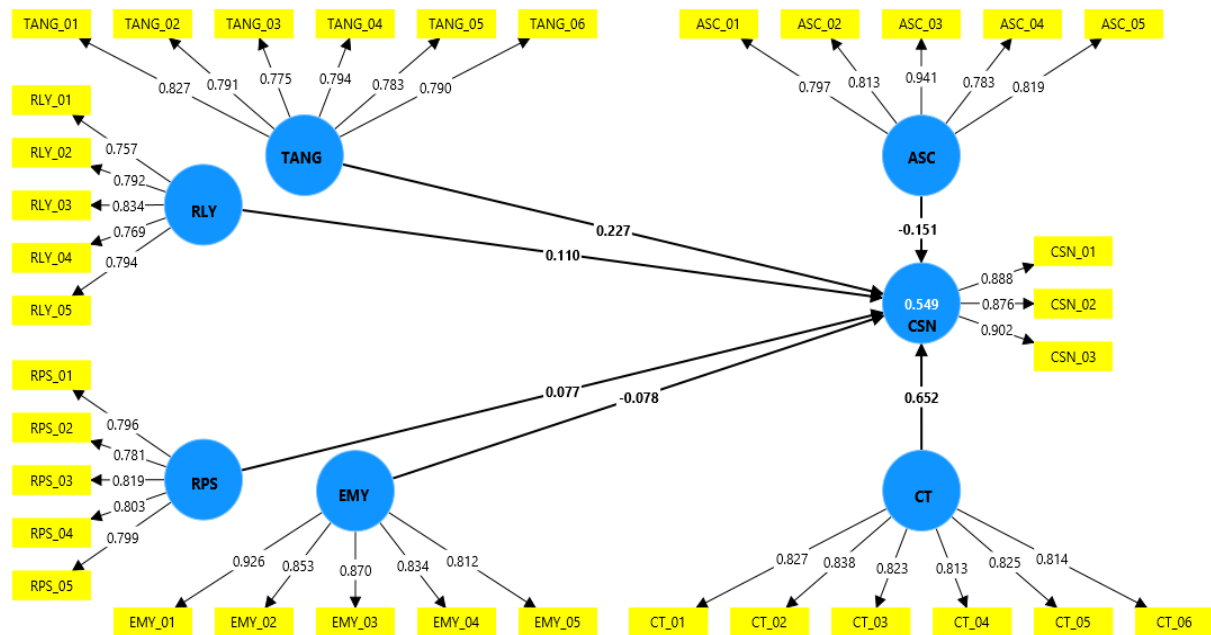 TANG_01 TANG_02 TANG_03 TANG_04 TANG_05 TANG_06
0.827 0.791 0.775 0.794 0.783 0.790
TANG
ASC_01 ASC_02 ASC_03 ASC_04 ASC_05
0.797 0.813 0.941 0.783 0.819
ASC
RLY_01
RLY_02
RLY_03
RLY_04
RLY_05
0.757
0.792
0.834
0.769
0.794
RLY
0.227
0.110
-0.151
0.549
CSN
0.888
0.876
0.902
CSN_01
CSN_02
CSN_03
RPS_01
RPS_02
RPS_03
RPS_04
RPS_05
0.796
0.781
0.819
0.803
0.799
RPS
0.077
-0.078
0.652
EMY
0.926 0.853 0.870 0.834 0.812
EMY_01 EMY_02 EMY_03 EMY_04 EMY_05
CT
0.827 0.838 0.823 0.813 0.825 0.814
CT_01 CT_02 CT_03 CT_04 CT_05 CT_06